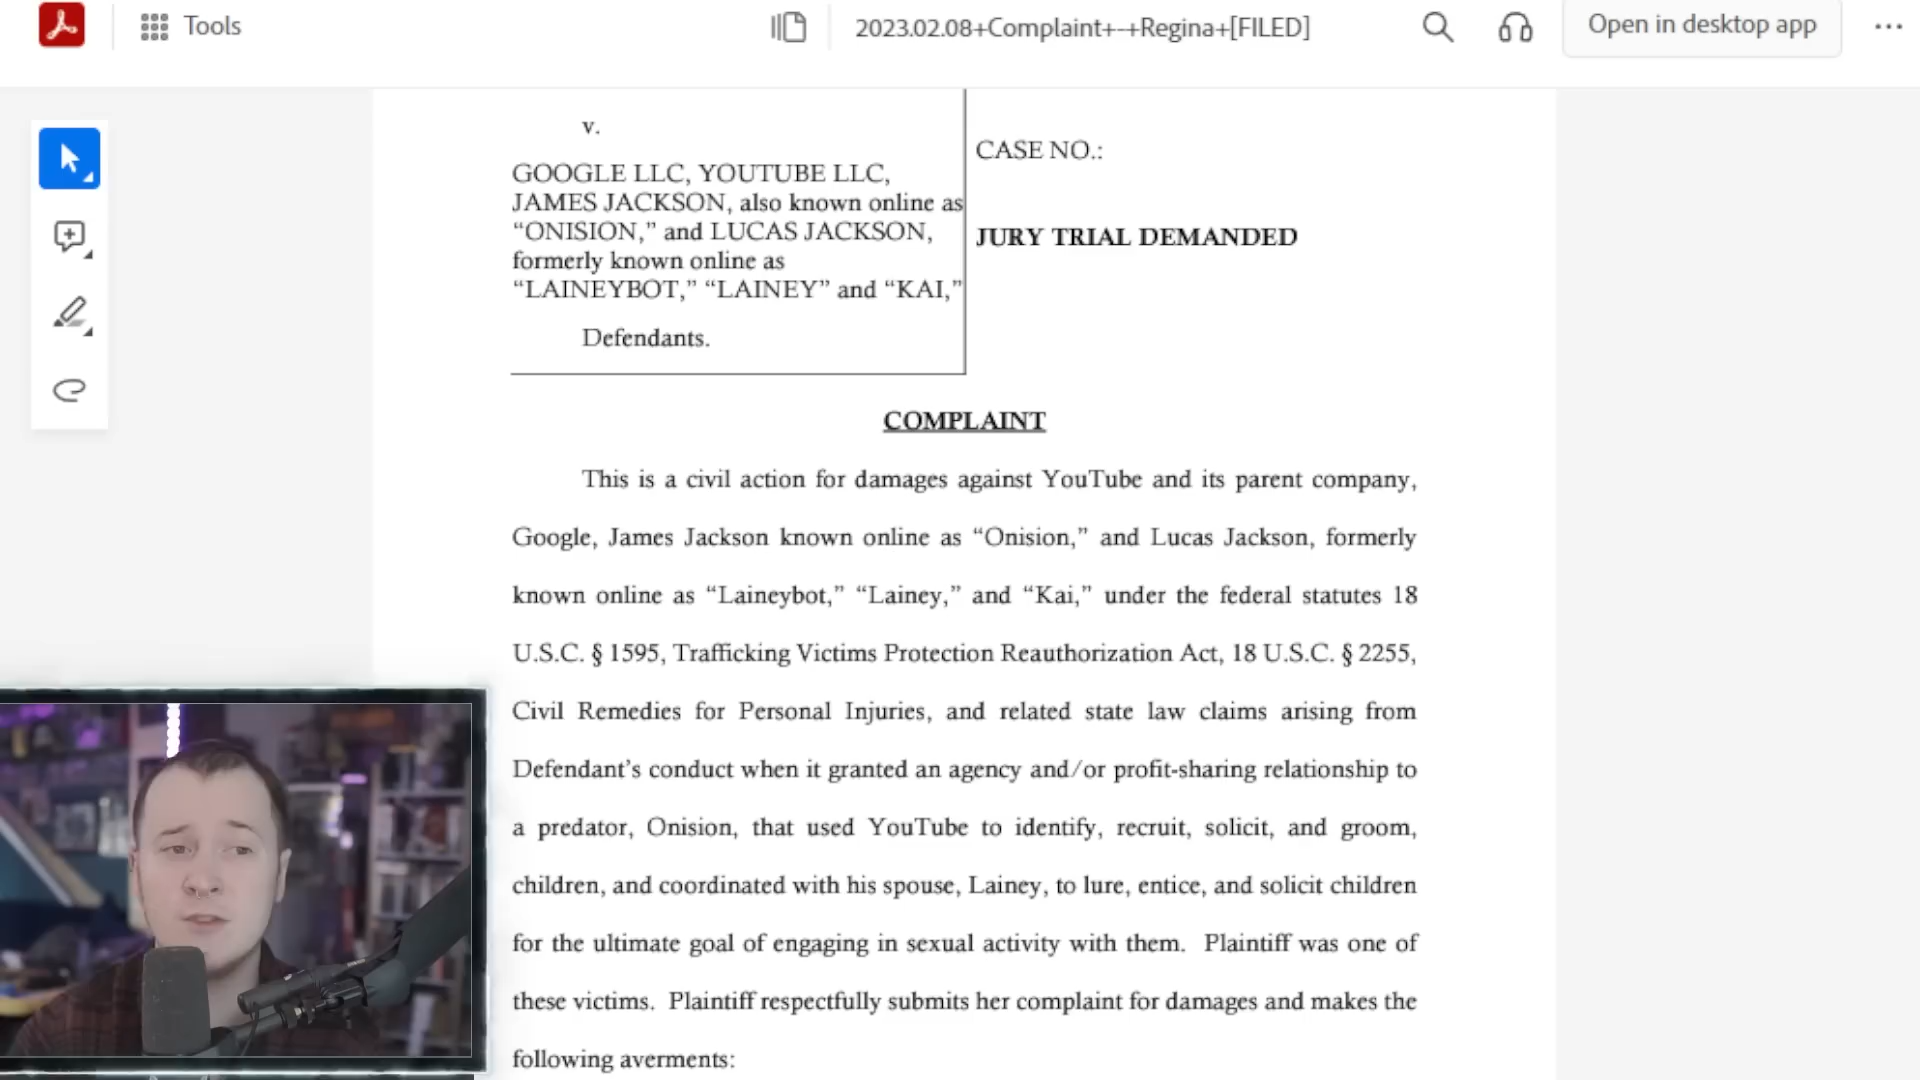 Tools
2023.02.08+Complaint+-+Regina+[FILED]
Open in desktop app
v.
GOOGLE LLC, YOUTUBE LLC,
JAMES JACKSON, also known online as
“ONISION,” and LUCAS JACKSON,
formerly known online as
“LAINEYBOT,” “LAINEY” and “KAI,”
Defendants.
CASE NO.:
JURY TRIAL DEMANDED
COMPLAINT
This is a civil action for damages against YouTube and its parent company,
Google, James Jackson known online as “Onision,” and Lucas Jackson, formerly
known online as “Laineybot,” “Lainey,” and “Kai,” under the federal statutes 18
U.S.C. § 1595, Trafficking Victims Protection Reauthorization Act, 18 U.S.C. § 2255,
Civil Remedies for Personal Injuries, and related state law claims arising from
Defendant’s conduct when it granted an agency and/or profit-sharing relationship to
a predator, Onision, that used YouTube to identify, recruit, solicit, and groom,
children, and coordinated with his spouse, Lainey, to lure, entice, and solicit children
for the ultimate goal of engaging in sexual activity with them. Plaintiff was one of
these victims. Plaintiff respectfully submits her complaint for damages and makes the
following averments: